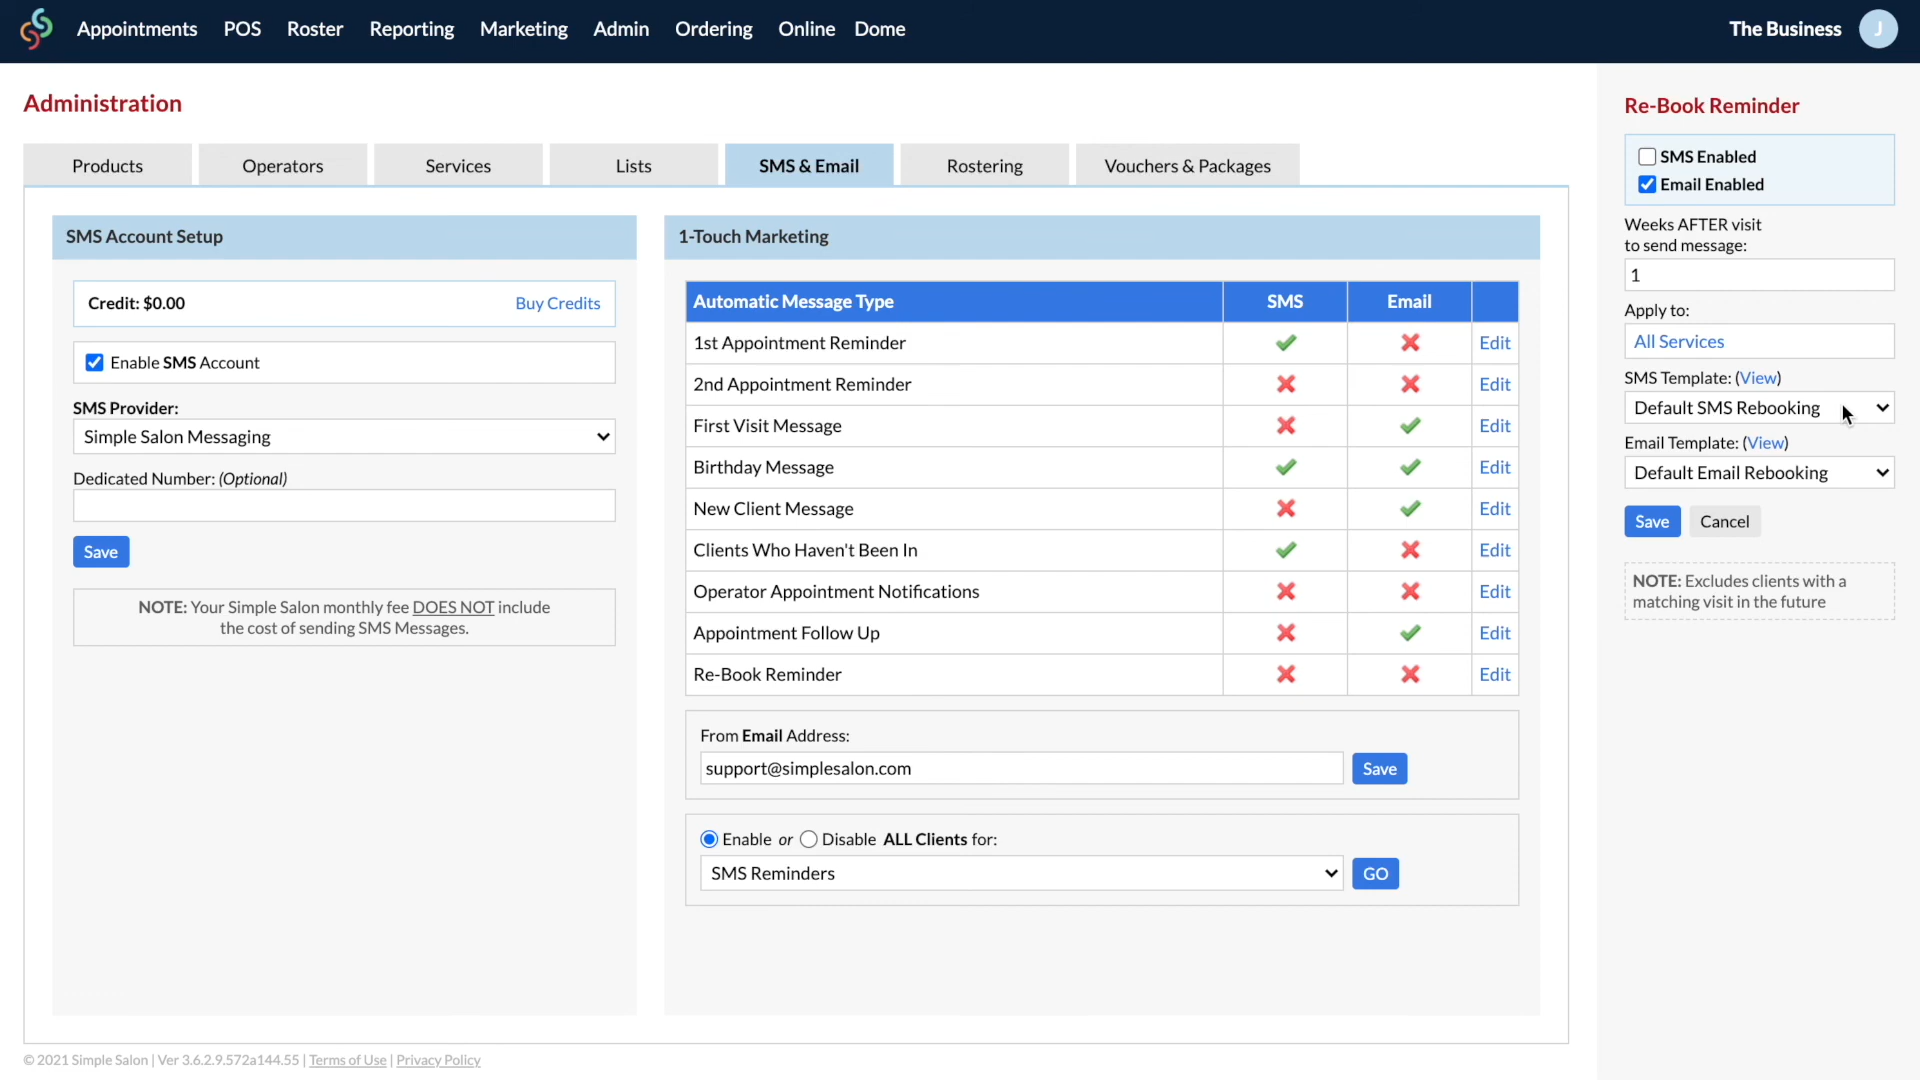 Appointments POS Roster Reporting Marketing Admin Ordering Online Dome The Business J
Administration
Products Operators Services Lists SMS & Email Rostering Vouchers & Packages
SMS Account Setup
Credit: $0.00 Buy Credits
Enable SMS Account
SMS Provider:
Simple Salon Messaging
Dedicated Number: (Optional)
Save
NOTE: Your Simple Salon monthly fee DOES NOT include
the cost of sending SMS Messages.
1-Touch Marketing
Automatic Message Type SMS Email
1st Appointment Reminder Edit
2nd Appointment Reminder Edit
First Visit Message Edit
Birthday Message Edit
New Client Message Edit
Clients Who Haven't Been In Edit
Operator Appointment Notifications Edit
Appointment Follow Up Edit
Re-Book Reminder Edit
From Email Address:
support@simplesalon.com Save
Enable or Disable ALL Clients for:
SMS Reminders GO
Re-Book Reminder
SMS Enabled
Email Enabled
Weeks AFTER visit
to send message:
1
Apply to:
All Services
SMS Template: (View)
Default SMS Rebooking
Email Template: (View)
Default Email Rebooking
Save Cancel
NOTE: Excludes clients with a
matching visit in the future
© 2021 Simple Salon | Ver 3.6.2.9.572a144.55 | Terms of Use | Privacy Policy